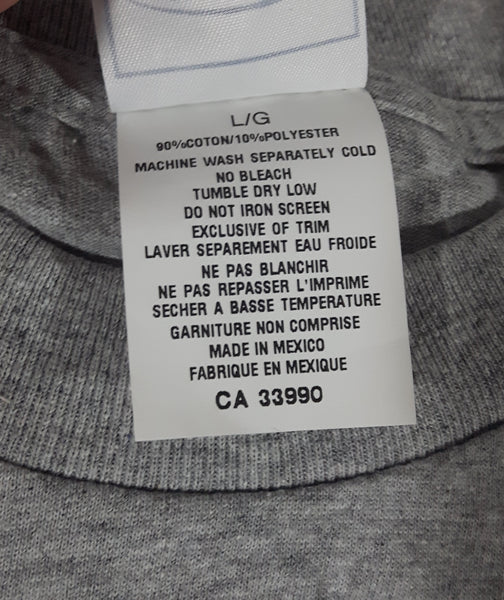 L/G
90%COTON/10%POLYESTER
MACHINE WASH SEPARATELY COLD
NO BLEACH
TUMBLE DRY LOW
DO NOT IRON SCREEN
EXCLUSIVE OF TRIM
LAVER SEPAREMENT EAU FROIDE
NE PAS BLANCHIR
NE PAS REPASSER L'IMPRIME
SECHER A BASSE TEMPERATURE
GARNITURE NON COMPRISE
MADE IN MEXICO
FABRIQUE EN MEXIQUE
CA 33990